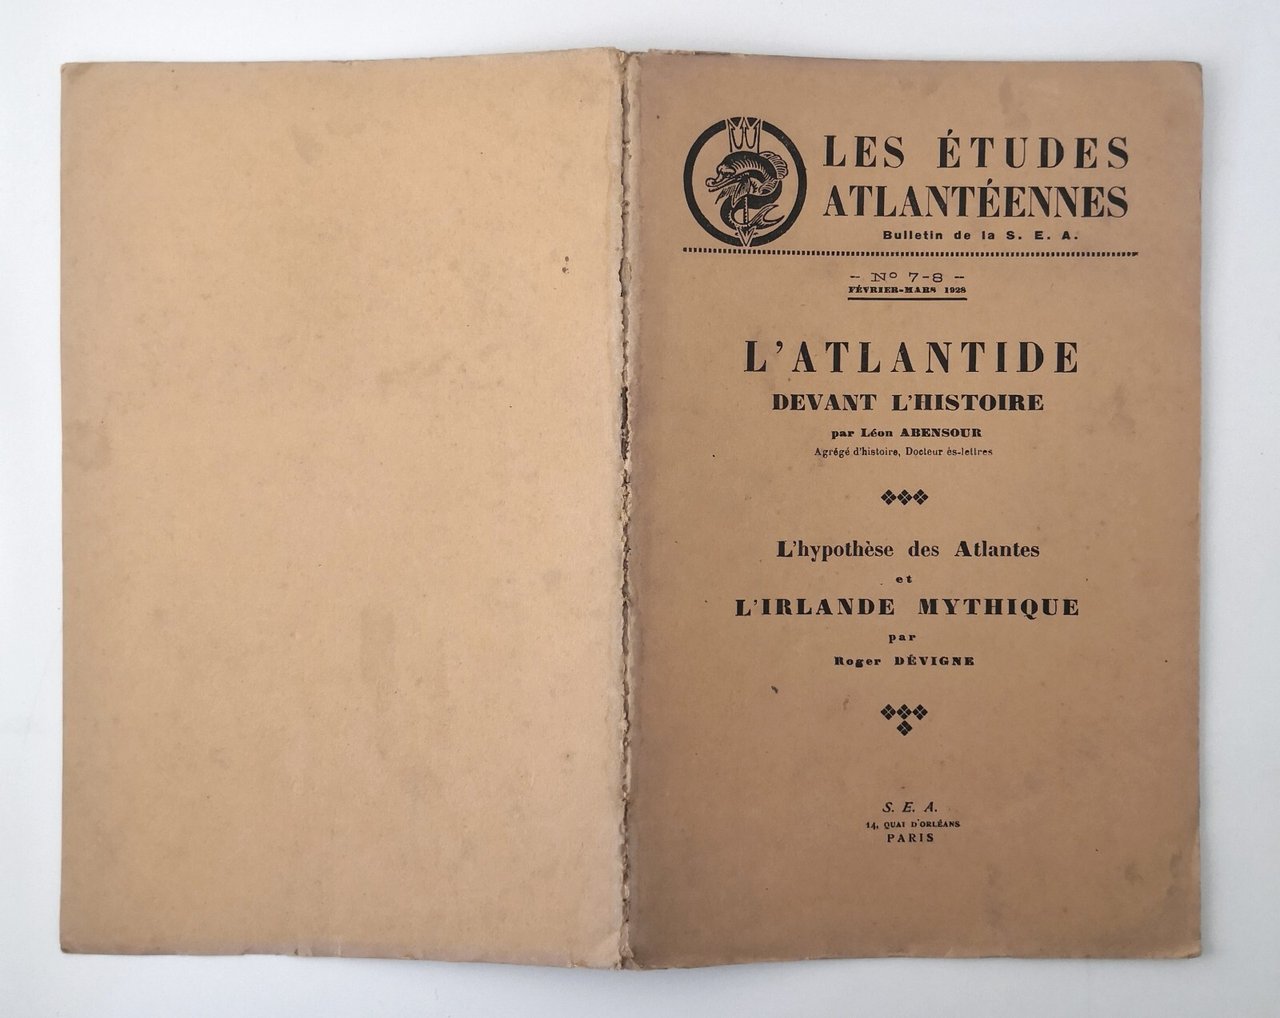 LES ÉTUDES
ATLANTÉENNES
Bulletin de la S. E. A.
- Nº 7-8 -
FÉVRIER-MARS 1928
L'ATLANTIDE
DEVANT L'HISTOIRE
par Léon ABENSOUR
Agrégé d'histoire, Docteur ès-lettres
L'hypothèse des Atlantes
et
L'IRLANDE MYTHIQUE
par
Roger DÉVIGNE
S. E. A.
14, QUAI D'ORLÉANS
PARIS